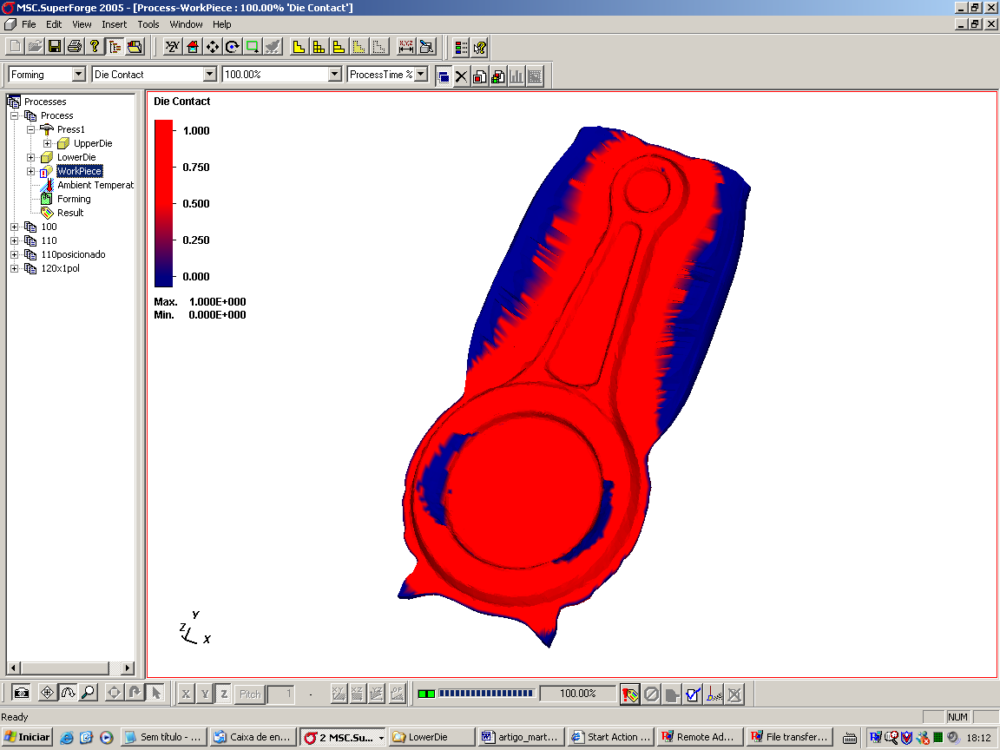 MSC.SuperForge 2005 - [Process-WorkPiece : 100.00% 'Die Contact']
File Edit View Insert Tools Window Help
Forming Die Contact 100.00% ProcessTime %
Processes
Process
Press1
UpperDie
LowerDie
WorkPiece
Ambient Temperat
Forming
Result
100
110
110posicionado
120x1pol
Die Contact
1.000
0.750
0.500
0.250
0.000
Max. 1.000E+000
Min. 0.000E+000
Y
Z
X
X Y Z Pitch 1 - 100.00%
Ready
NUM
Iniciar Sem título - ... Caixa de en... 2 MSC.Su... LowerDie artigo_mart... Start Action ... Remote Ad... File transfer... 18:12